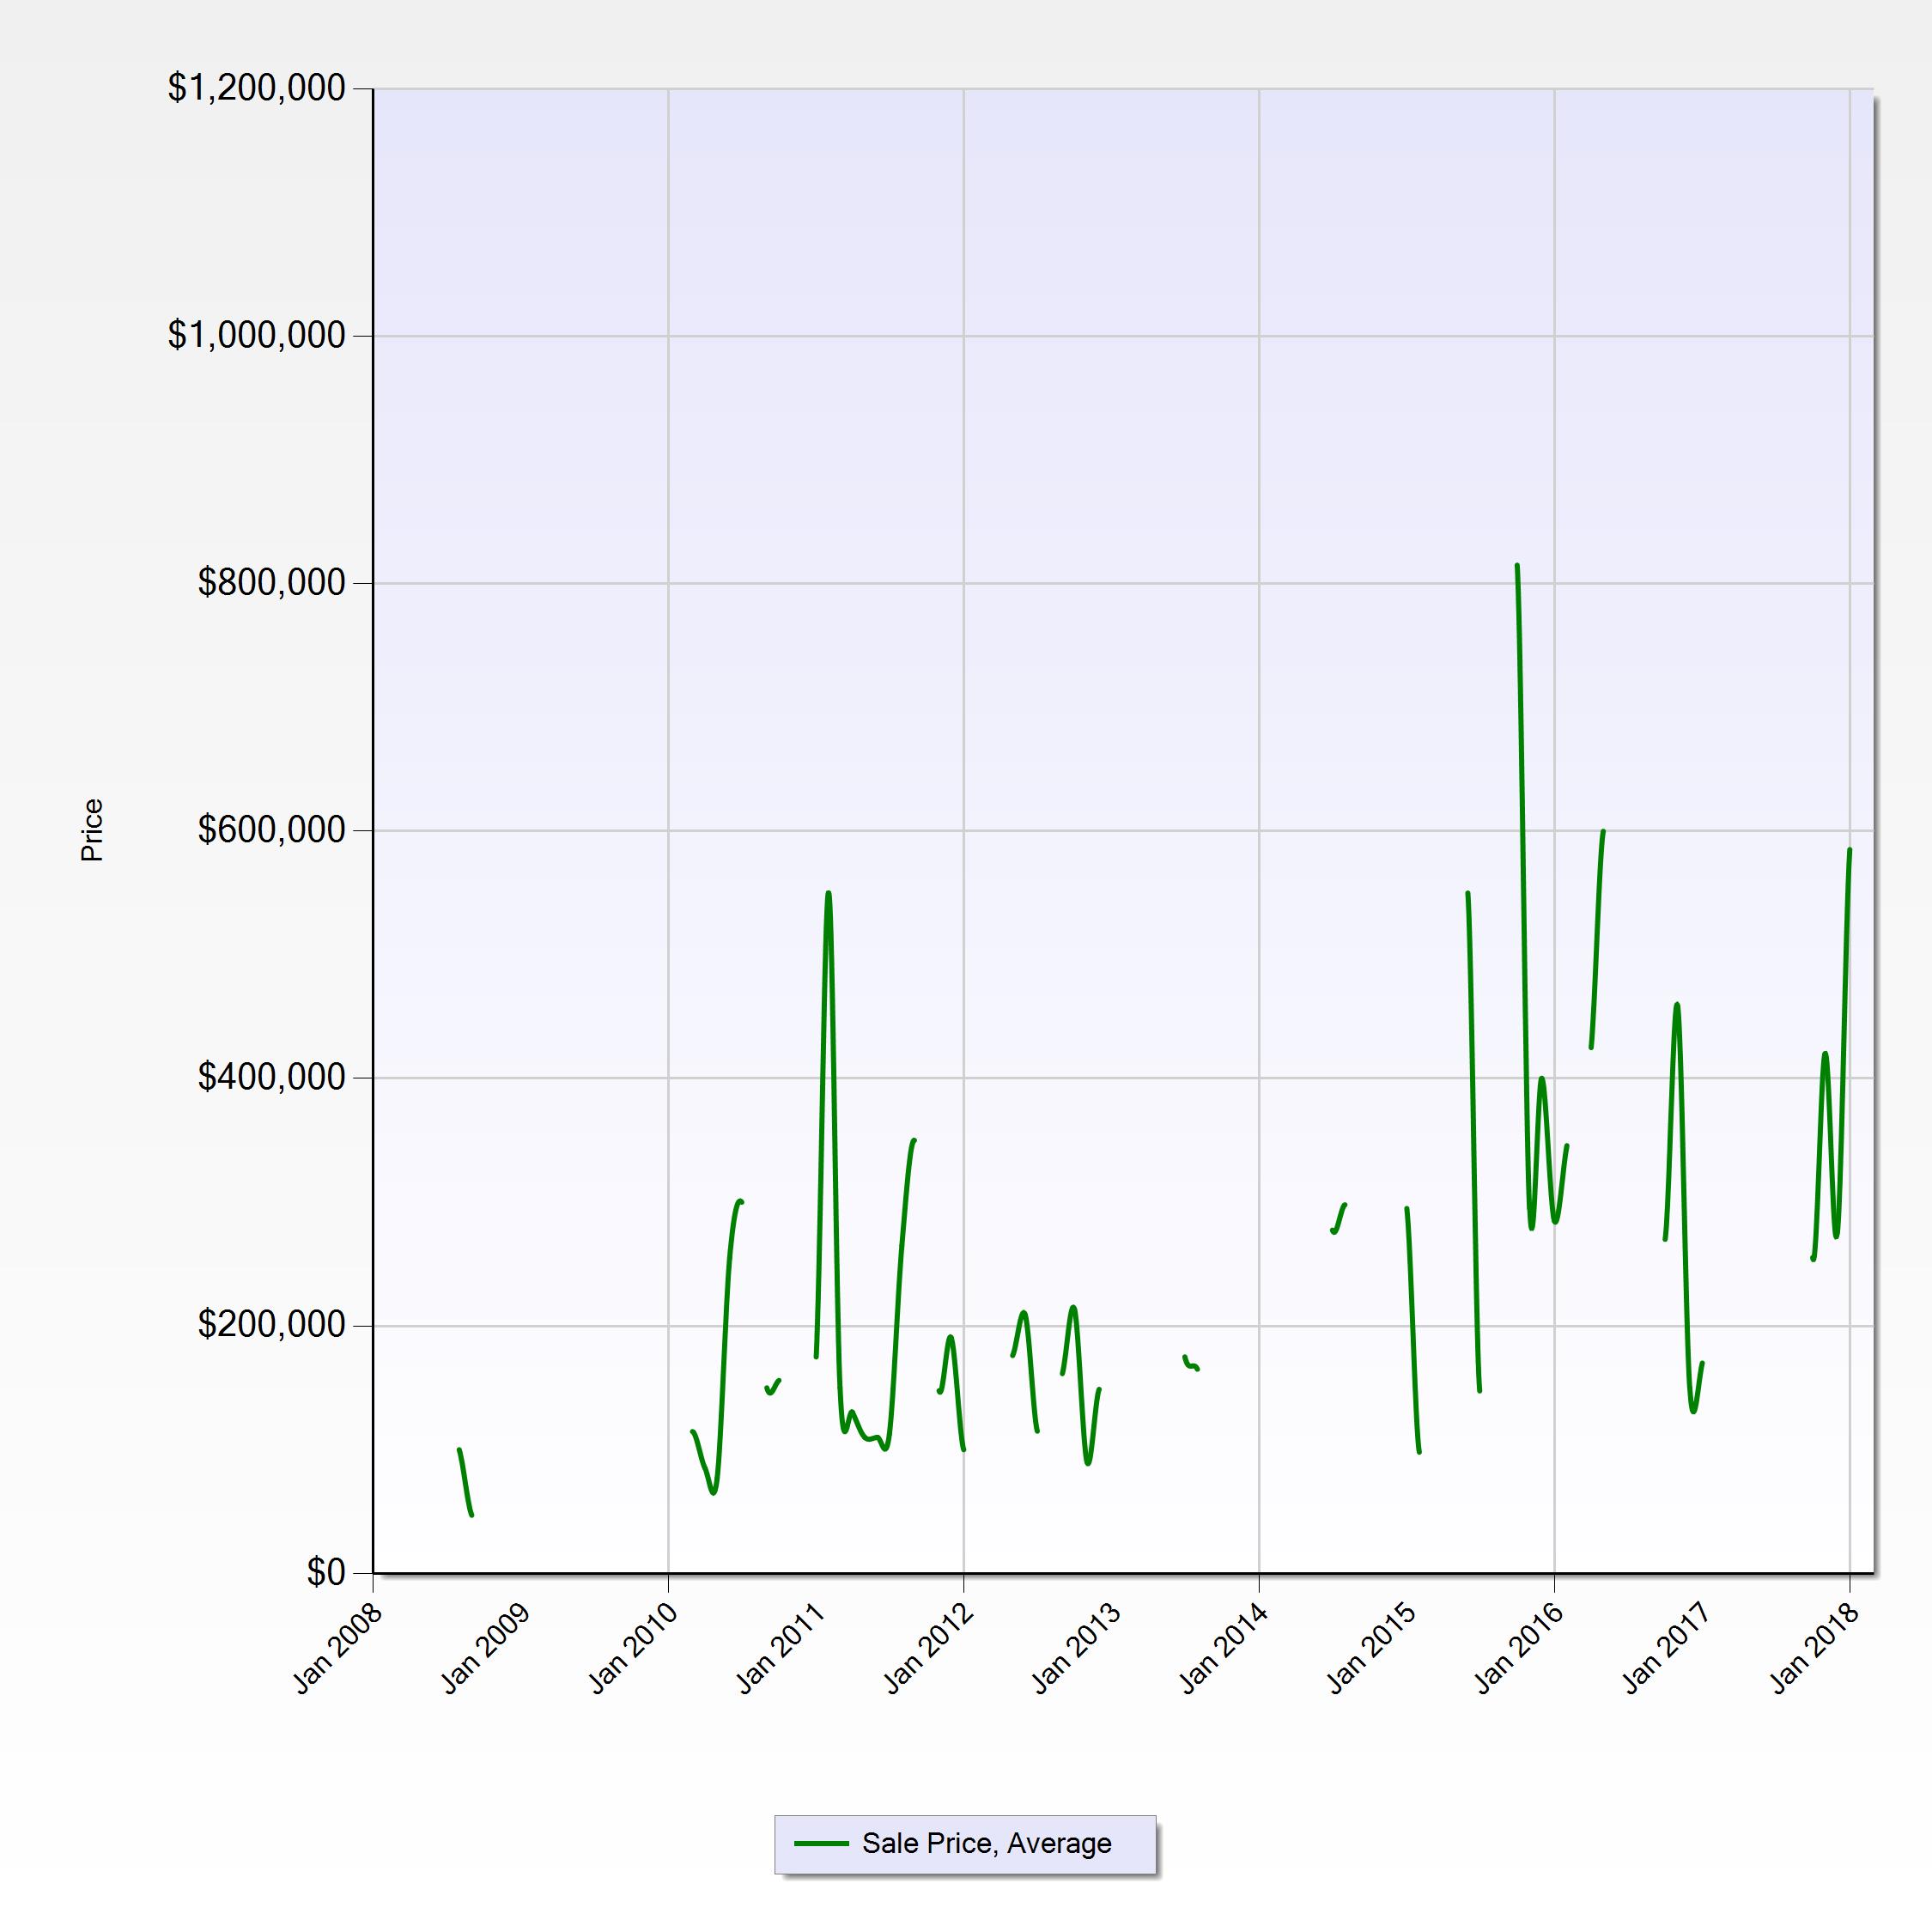 $1,200,000
$1,000,000
$800,000
$600,000
$400,000
$200,000
$0
Price
Jan 2008
Jan 2009
Jan 2010
Jan 2011
Jan 2012
Jan 2013
Jan 2014
Jan 2015
Jan 2016
Jan 2017
Jan 2018
Sale Price, Average